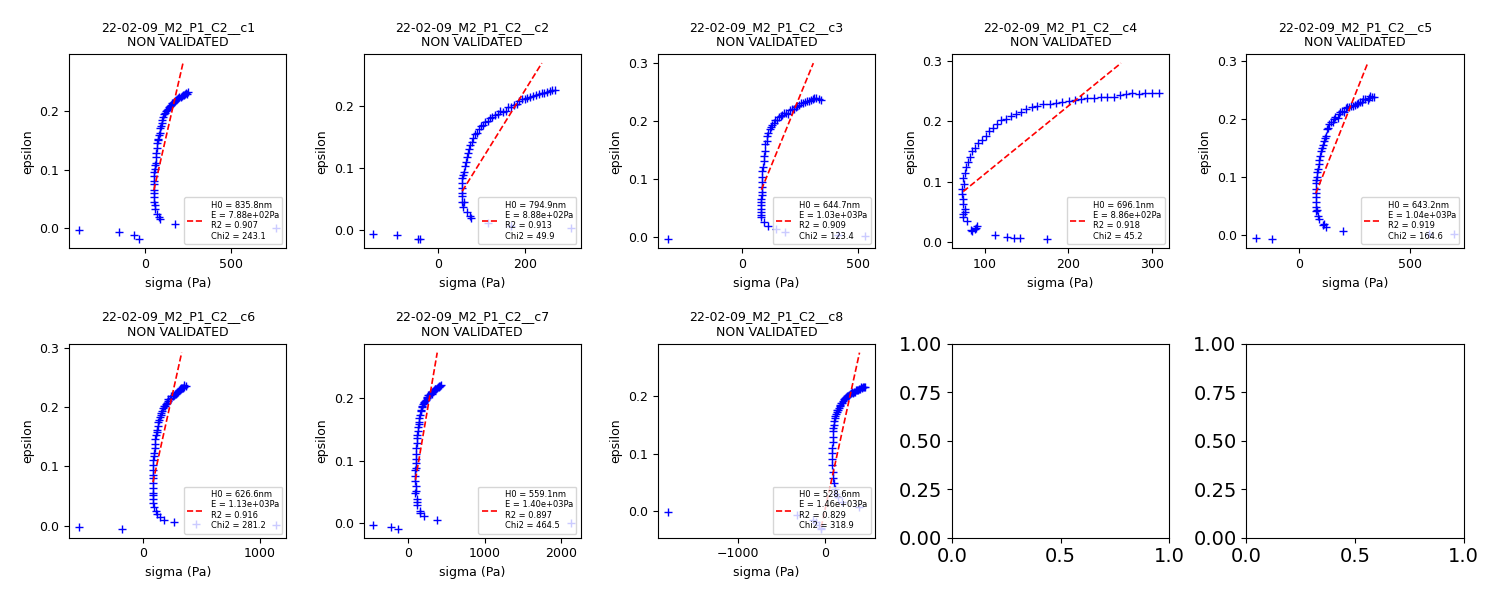 22-02-09_M2_P1_C2__c1
NON VALIDATED
epsilon
0.2
0.1
0.0
0
500
sigma (Pa)
H0 = 835.8nm
E = 7.88e+02Pa
R2 = 0.907
Chi2 = 243.1
22-02-09_M2_P1_C2__c2
NON VALIDATED
epsilon
0.2
0.1
0.0
0
200
sigma (Pa)
H0 = 794.9nm
E = 8.88e+02Pa
R2 = 0.913
Chi2 = 49.9
22-02-09_M2_P1_C2__c3
NON VALIDATED
epsilon
0.3
0.2
0.1
0.0
0
500
sigma (Pa)
H0 = 644.7nm
E = 1.03e+03Pa
R2 = 0.909
Chi2 = 123.4
22-02-09_M2_P1_C2__c4
NON VALIDATED
epsilon
0.3
0.2
0.1
0.0
100
200
300
sigma (Pa)
H0 = 696.1nm
E = 8.86e+02Pa
R2 = 0.918
Chi2 = 45.2
22-02-09_M2_P1_C2__c5
NON VALIDATED
epsilon
0.3
0.2
0.1
0.0
0
500
sigma (Pa)
H0 = 643.2nm
E = 1.04e+03Pa
R2 = 0.919
Chi2 = 164.6
22-02-09_M2_P1_C2__c6
NON VALIDATED
epsilon
0.3
0.2
0.1
0.0
0
1000
sigma (Pa)
H0 = 626.6nm
E = 1.13e+03Pa
R2 = 0.916
Chi2 = 281.2
22-02-09_M2_P1_C2__c7
NON VALIDATED
epsilon
0.2
0.1
0.0
0
1000
2000
sigma (Pa)
H0 = 559.1nm
E = 1.40e+03Pa
R2 = 0.897
Chi2 = 464.5
22-02-09_M2_P1_C2__c8
NON VALIDATED
epsilon
0.2
0.1
0.0
−1000
0
sigma (Pa)
H0 = 528.6nm
E = 1.46e+03Pa
R2 = 0.829
Chi2 = 318.9
1.00
0.75
0.50
0.25
0.00
0.0
0.5
1.0
1.00
0.75
0.50
0.25
0.00
0.0
0.5
1.0